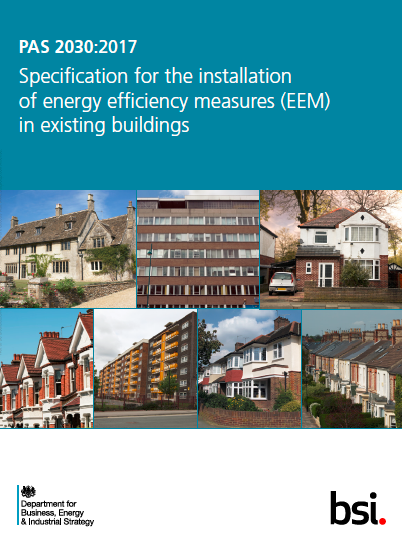 PAS 2030:2017
Specification for the installation
of energy efficiency measures (EEM)
in existing buildings
Department for
Business, Energy
& Industrial Strategy
bsi.